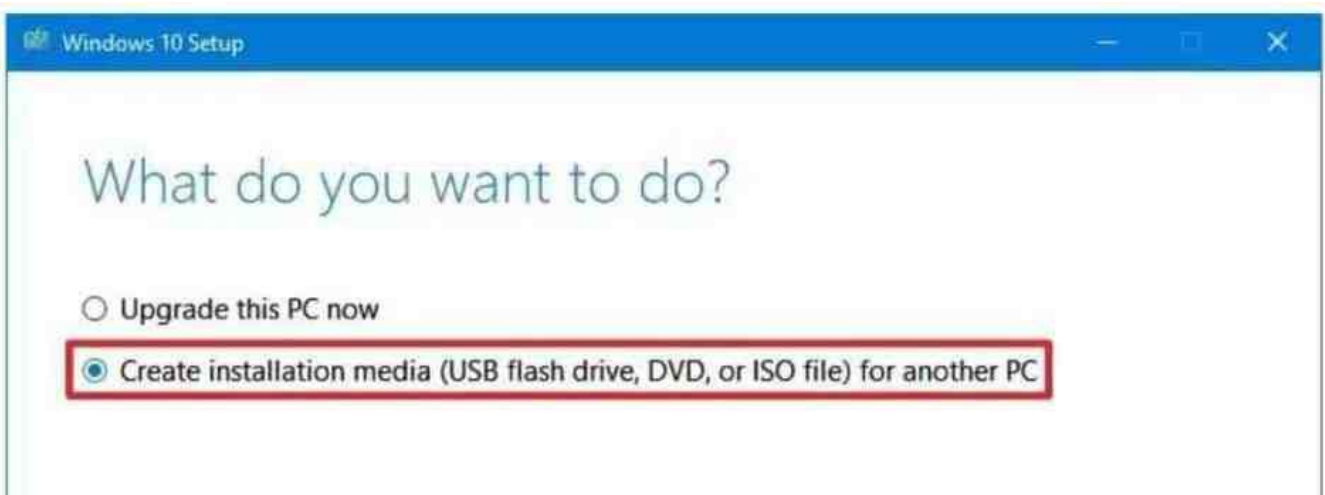 Windows 10 Setup
What do you want to do?
Upgrade this PC now
Create installation media (USB flash drive, DVD, or ISO file) for another PC